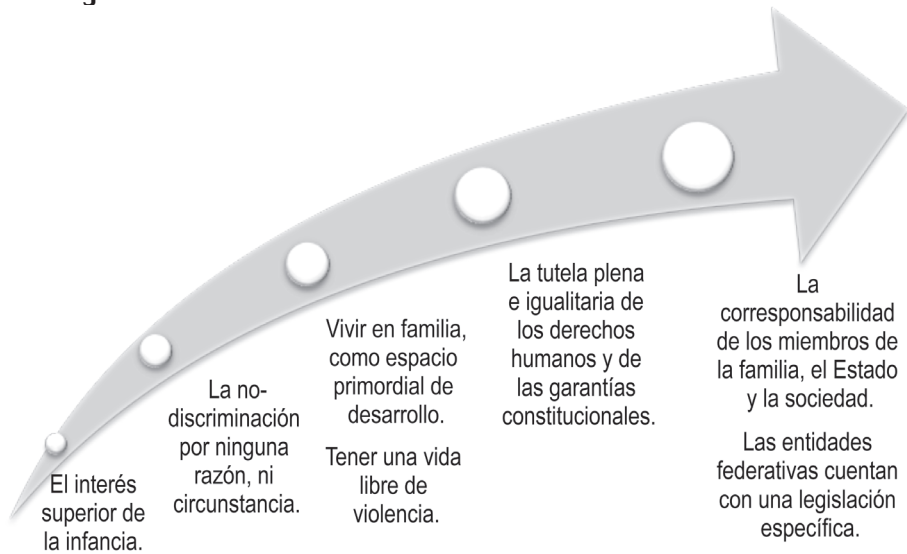 El interés
superior de
la infancia.
La no-
discriminación
por ninguna
razón, ni
circunstancia.
Vivir en familia,
como espacio
primordial de
desarrollo.
Tener una vida
libre de
violencia.
La tutela plena
e igualitaria de
los derechos
humanos y de
las garantías
constitucionales.
La
corresponsabilidad
de los miembros de
la familia, el Estado
y la sociedad.
Las entidades
federativas cuentan
con una legislación
específica.